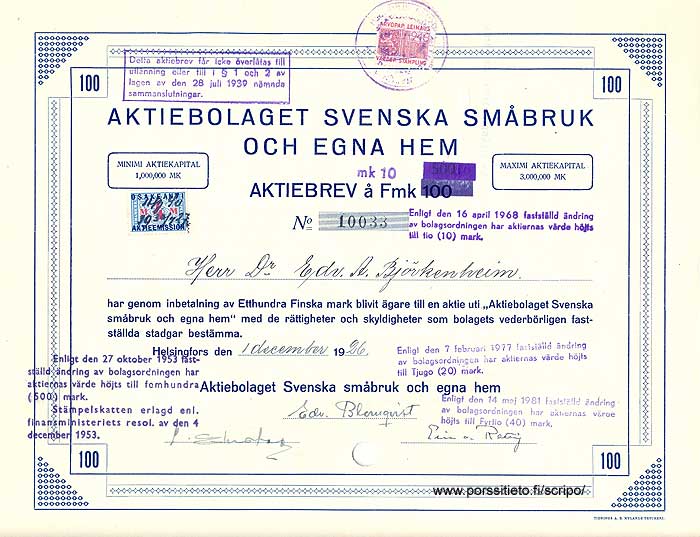 Detta aktiebrev får icke överlåtas till
utlänning eller till i § 1 och 2 av
lagen av den 28 juli 1939 nämnda
sammanslutningar.
ARVOPAP. LEIMAUS
VÄRDEP. STÄMPLING
100
100
AKTIEBOLAGET SVENSKA SMÅBRUK
OCH EGNA HEM
MINIMI AKTIEKAPITAL
1,000,000 MK
mk 10
MAXIMI AKTIEKAPITAL
3,000,000 MK
AKTIEBREV å Fmk 100
OSAKEANTI
AKTIEEMISSION
No 10033
Enligt den 16 april 1968 fastställd ändring
av bolagsordningen har aktiernas värde höjts
till tio (10) mark.
Herr Dr Edv. A. Björkenheim.
har genom inbetalning av Etthundra Finska mark blivit ägare till en aktie uti „Aktiebolaget Svenska
småbruk och egna hem" med de rättigheter och skyldigheter som bolagets vederbörligen fast-
ställda stadgar bestämma.
Helsingfors den 1 december 1926.
Enligt den 7 februari 1977 fastställd ändring
av bolagsordningen har aktiernas värde höjts
till Tjugo (20) mark.
Enligt den 27 oktober 1953 fast-
ställd ändring av bolagsordningen har
aktiernas värde höjts till femhundra
(500) mark.
Stämpelskatten erlagd enl.
finansministeriets resol. av den 4
december 1953.
Aktiebolaget Svenska småbruk och egna hem
Enligt den 14 maj 1981 fastställd ändring
av bolagsordningen har aktiernas värde höjts
till Fyrtio (40) mark.
Edv. Blomqvist
100
100
www.porssitieto.fi/scripo/
TIDNINGS A. B. NYLANDS TRYCKERI.